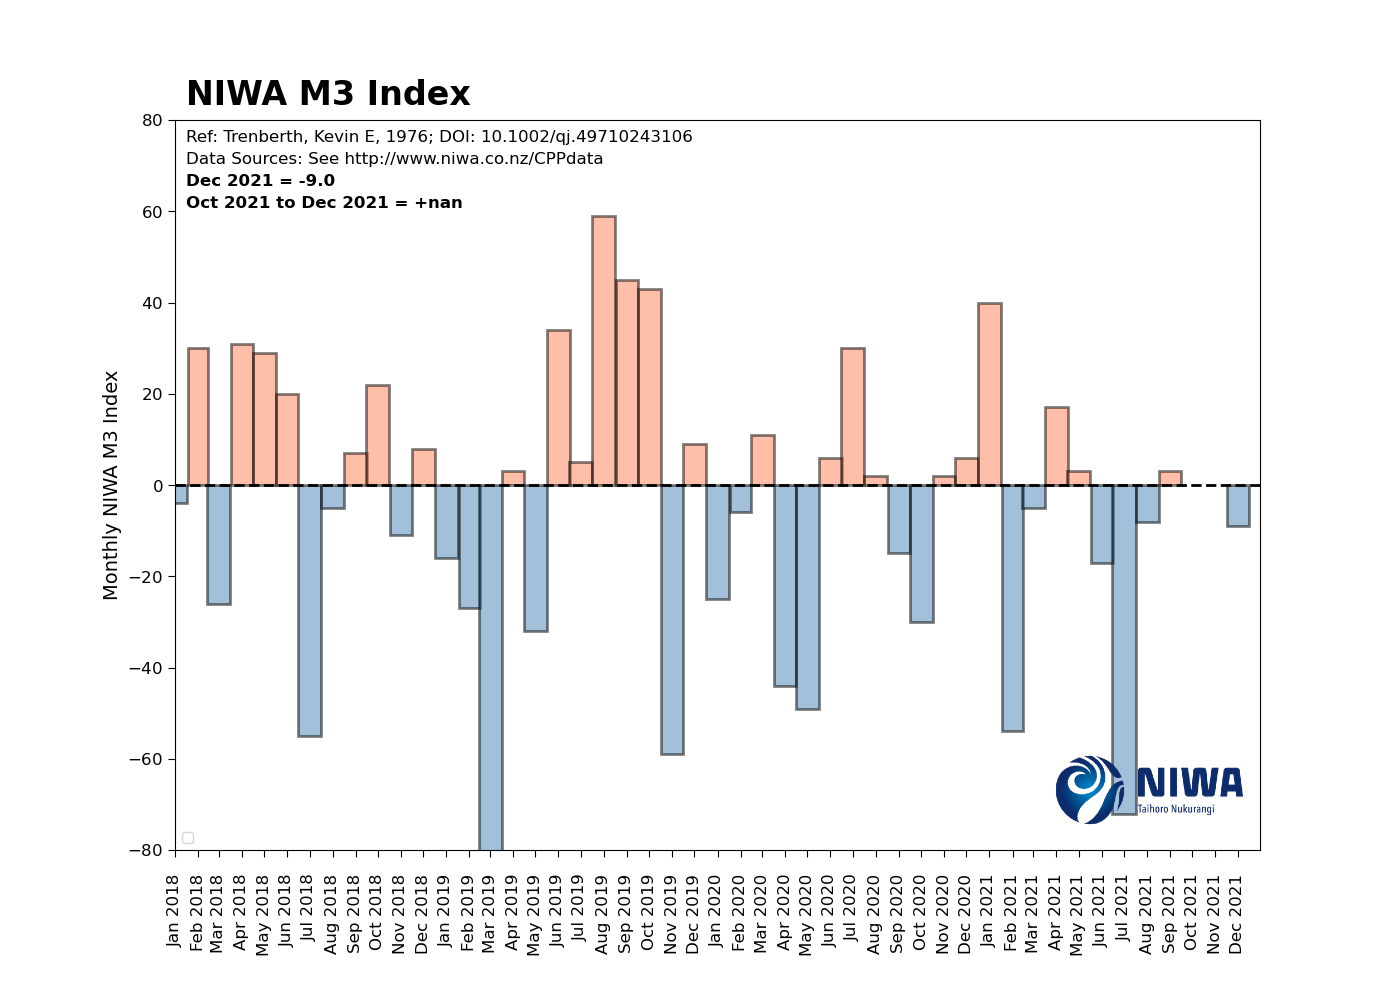 NIWA M3 Index
Ref: Trenberth, Kevin E, 1976; DOI: 10.1002/qj.49710243106
Data Sources: See http://www.niwa.co.nz/CPPdata
Dec 2021 = -9.0
Oct 2021 to Dec 2021 = +nan
Monthly NIWA M3 Index
80
60
40
20
0
−20
−40
−60
−80
NIWA
Taihoro Nukurangi
Jan 2018
Feb 2018
Mar 2018
Apr 2018
May 2018
Jun 2018
Jul 2018
Aug 2018
Sep 2018
Oct 2018
Nov 2018
Dec 2018
Jan 2019
Feb 2019
Mar 2019
Apr 2019
May 2019
Jun 2019
Jul 2019
Aug 2019
Sep 2019
Oct 2019
Nov 2019
Dec 2019
Jan 2020
Feb 2020
Mar 2020
Apr 2020
May 2020
Jun 2020
Jul 2020
Aug 2020
Sep 2020
Oct 2020
Nov 2020
Dec 2020
Jan 2021
Feb 2021
Mar 2021
Apr 2021
May 2021
Jun 2021
Jul 2021
Aug 2021
Sep 2021
Oct 2021
Nov 2021
Dec 2021